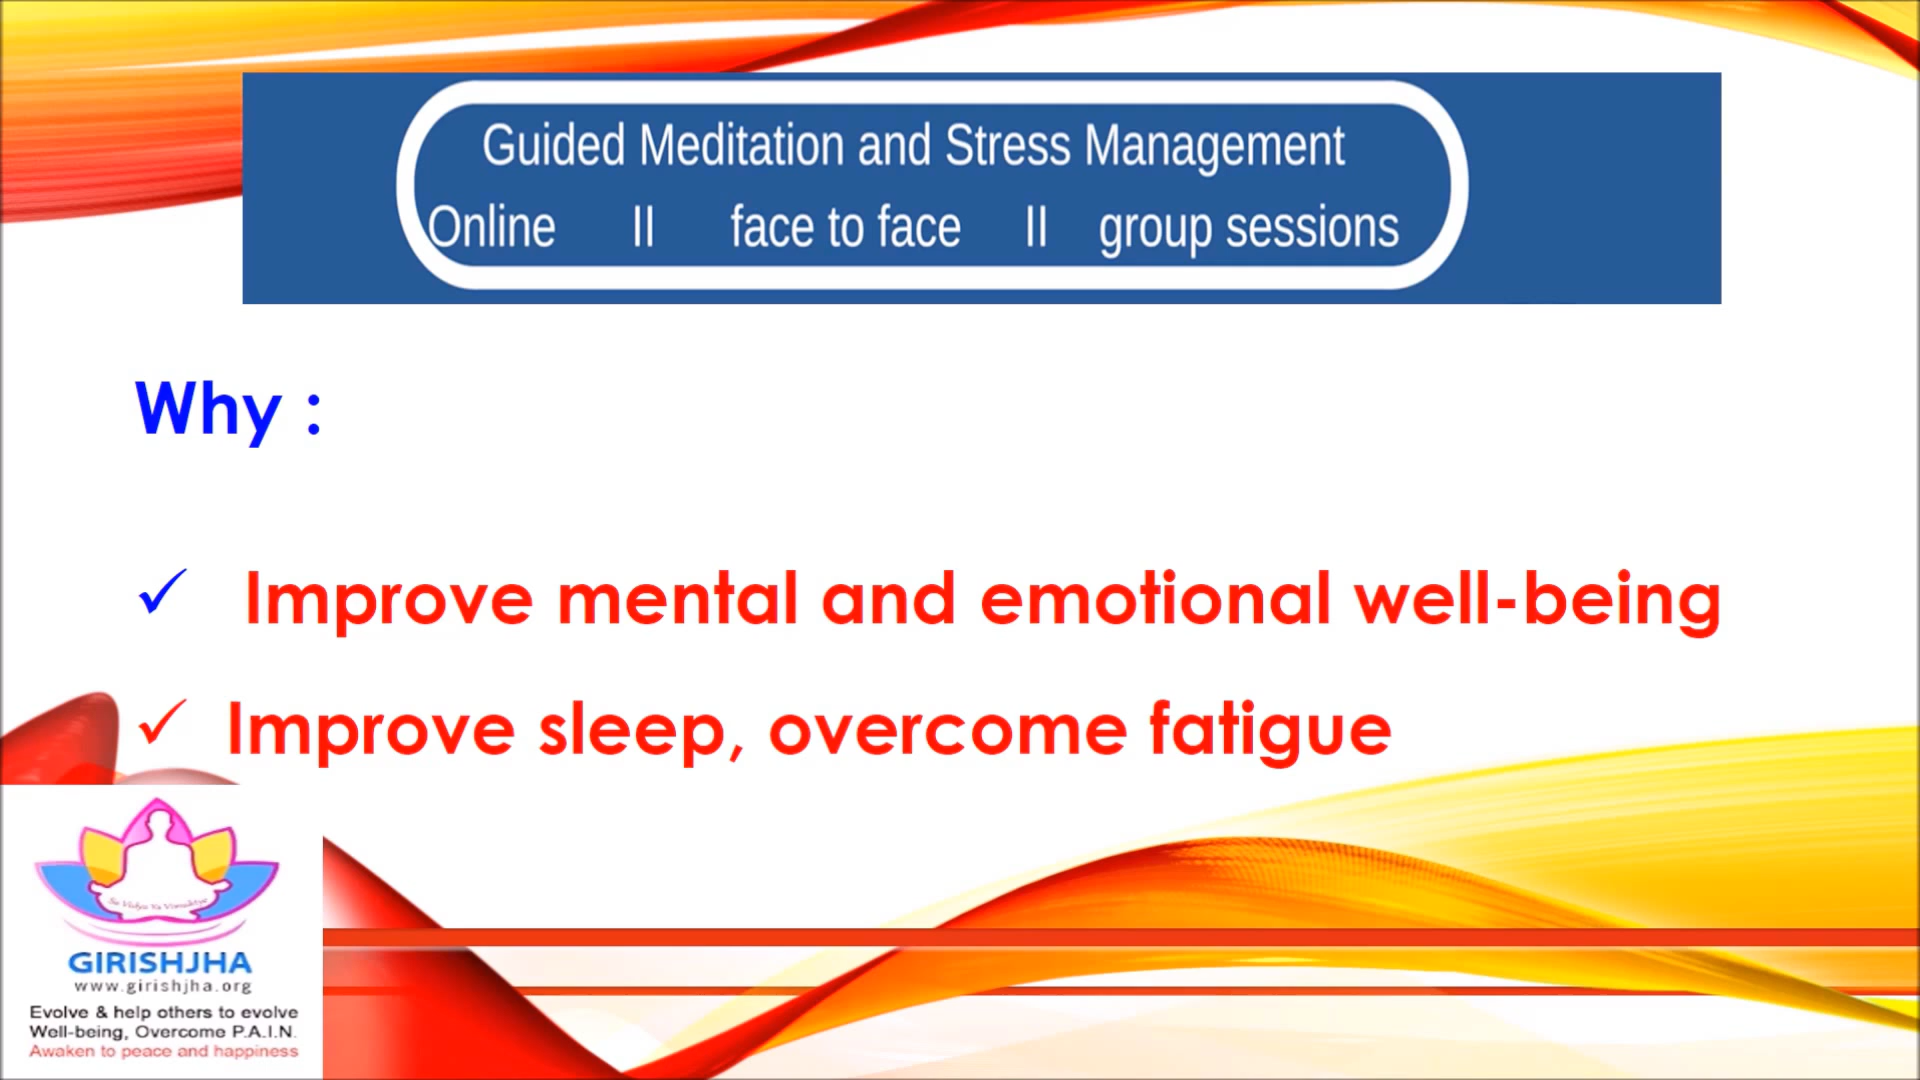 Guided Meditation and Stress Management
Online II face to face II group sessions
Why :
✓ Improve mental and emotional well-being
✓ Improve sleep, overcome fatigue
GIRISHJHA
www.girishjha.org
Evolve & help others to evolve
Well-being, Overcome P.A.I.N.
Awaken to peace and happiness